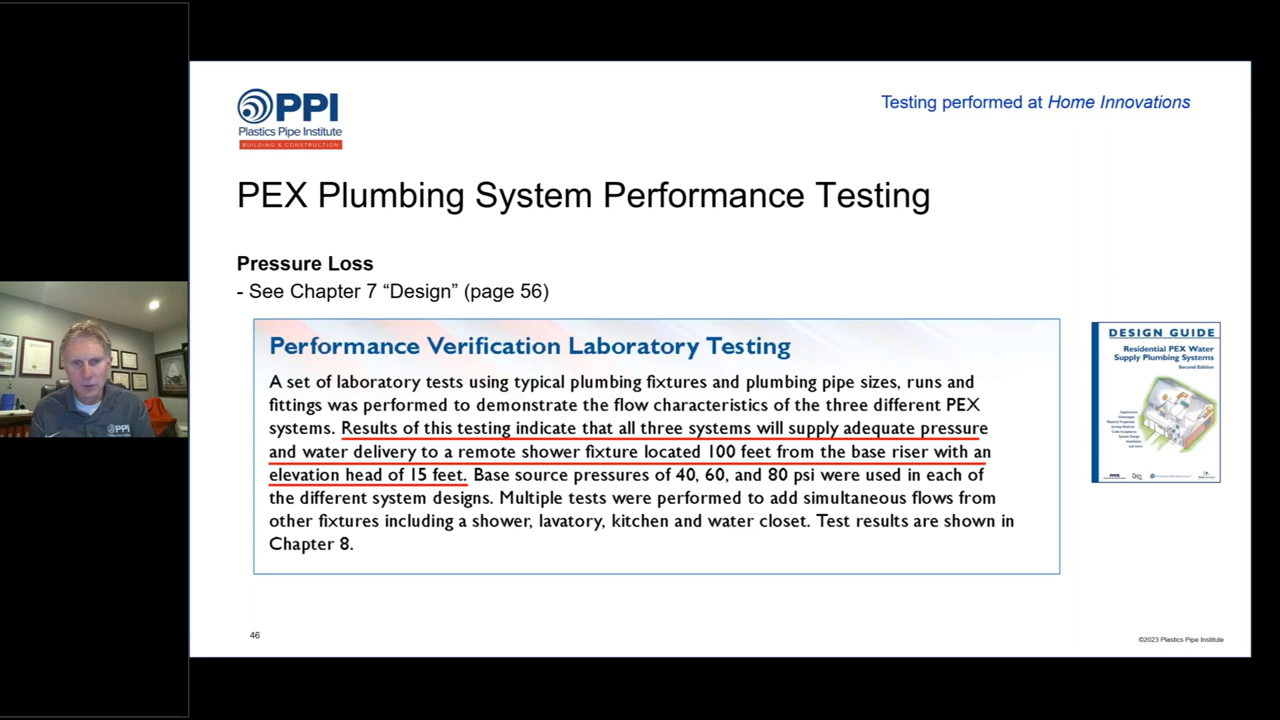 PPI
Plastics Pipe Institute
BUILDING & CONSTRUCTION
Testing performed at Home Innovations
PEX Plumbing System Performance Testing
Pressure Loss
- See Chapter 7 “Design” (page 56)
Performance Verification Laboratory Testing
A set of laboratory tests using typical plumbing fixtures and plumbing pipe sizes, runs and
fittings was performed to demonstrate the flow characteristics of the three different PEX
systems. Results of this testing indicate that all three systems will supply adequate pressure
and water delivery to a remote shower fixture located 100 feet from the base riser with an
elevation head of 15 feet. Base source pressures of 40, 60, and 80 psi were used in each of
the different system designs. Multiple tests were performed to add simultaneous flows from
other fixtures including a shower, lavatory, kitchen and water closet. Test results are shown in
Chapter 8.
DESIGN GUIDE
Residential PEX Water
Supply Plumbing Systems
Second Edition
PPI
46
©2023 Plastics Pipe Institute